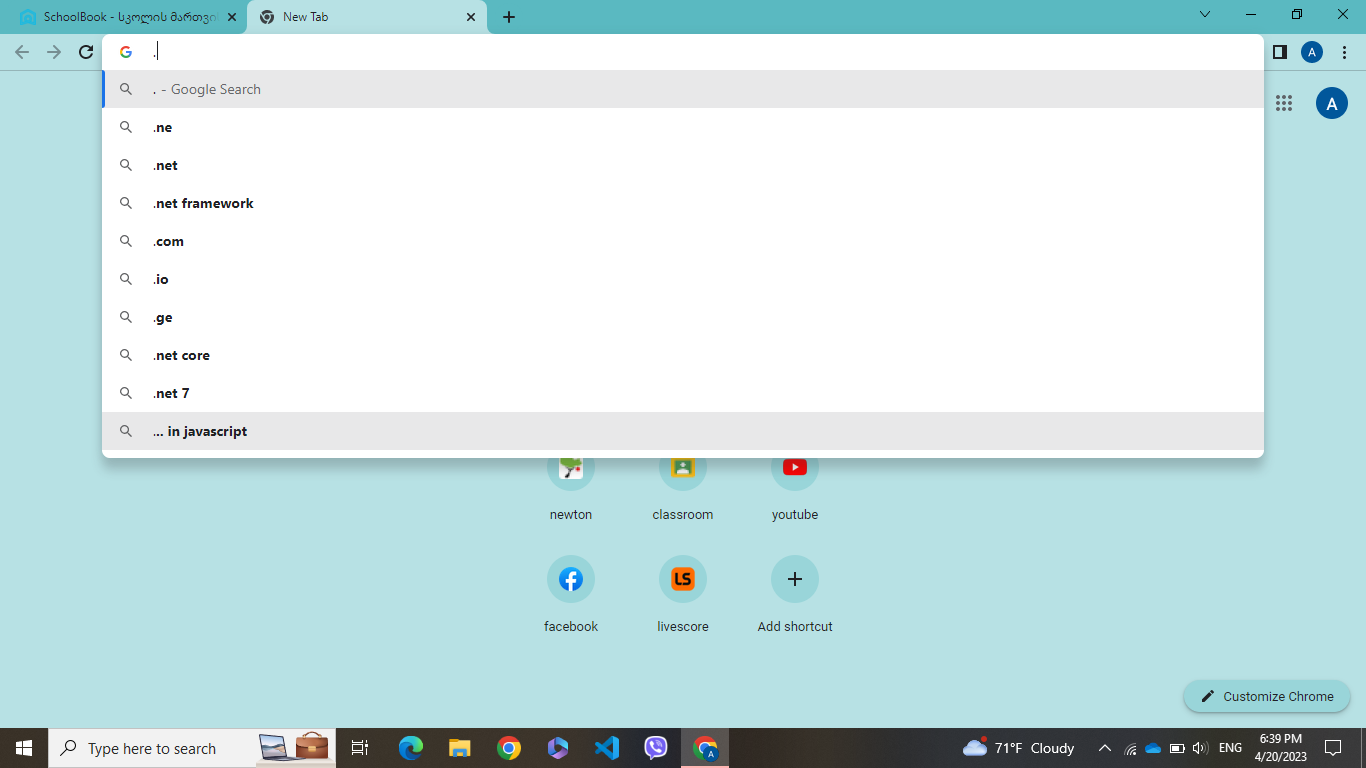 SchoolBook - სკოლის მართვის
New Tab
.
. - Google Search
.ne
.net
.net framework
.com
.io
.ge
.net core
.net 7
... in javascript
A
A
newton
classroom
youtube
LS
facebook
livescore
Add shortcut
Customize Chrome
Type here to search
A
71°F Cloudy
ENG
6:39 PM
4/20/2023